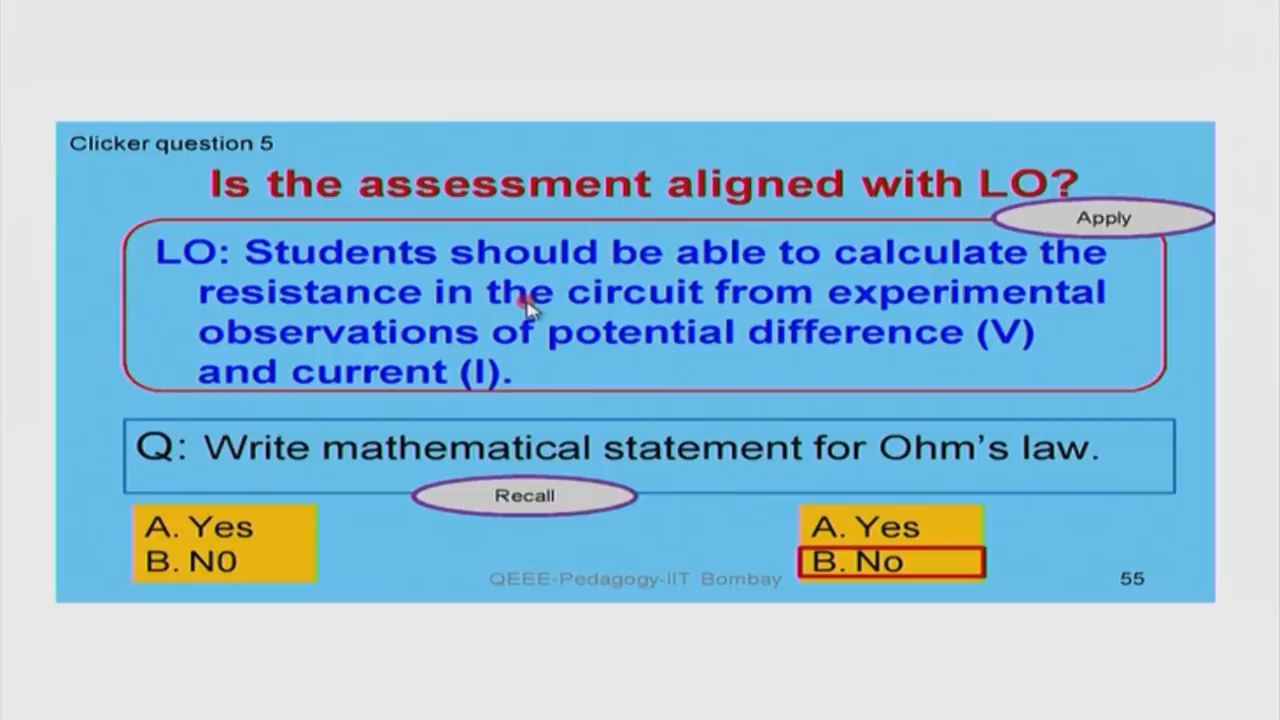 Clicker question 5
Is the assessment aligned with LO?
Apply
LO: Students should be able to calculate the
resistance in the circuit from experimental
observations of potential difference (V)
and current (I).
Q: Write mathematical statement for Ohm's law.
Recall
A. Yes
B. N0
A. Yes
B. No
QEEE-Pedagogy-IIT Bombay
55